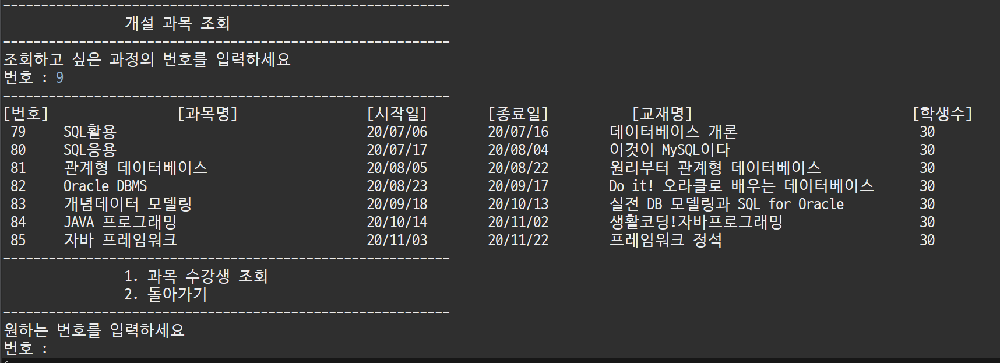 -----------------------------------------------------------
개설 과목 조회
-----------------------------------------------------------
조회하고 싶은 과정의 번호를 입력하세요
번호 : 9
-----------------------------------------------------------
[번호] [과목명] [시작일] [종료일] [교재명] [학생수]
79 SQL활용 20/07/06 20/07/16 데이터베이스 개론 30
80 SQL응용 20/07/17 20/08/04 이것이 MySQL이다 30
81 관계형 데이터베이스 20/08/05 20/08/22 원리부터 관계형 데이터베이스 30
82 Oracle DBMS 20/08/23 20/09/17 Do it! 오라클로 배우는 데이터베이스 30
83 개념데이터 모델링 20/09/18 20/10/13 실전 DB 모델링과 SQL for Oracle 30
84 JAVA 프로그래밍 20/10/14 20/11/02 생활코딩!자바프로그래밍 30
85 자바 프레임워크 20/11/03 20/11/22 프레임워크 정석 30
-----------------------------------------------------------
1. 과목 수강생 조회
2. 돌아가기
-----------------------------------------------------------
원하는 번호를 입력하세요
번호 :